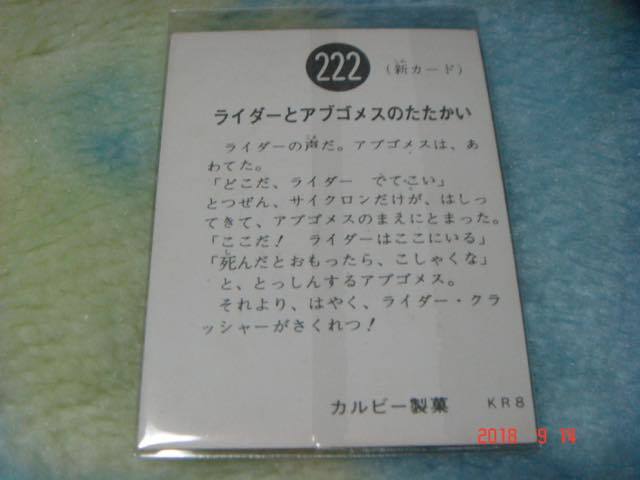 222
(新カード)
ライダーとアブゴメスのたたかい
ライダーの声だ。アブゴメスは、あ
わてた。
「どこだ、ライダー でてこい」
とつぜん、サイクロンだけが、はしっ
てきて、アブゴメスのまえにとまった。
「ここだ! ライダーはここにいる」
「死んだとおもったら、こしゃくな」
と、とっしんするアブゴメス。
それより、はやく、ライダー・クラ
ッシャーがさくれつ!
カルビー製菓 KR8
2018 9 14